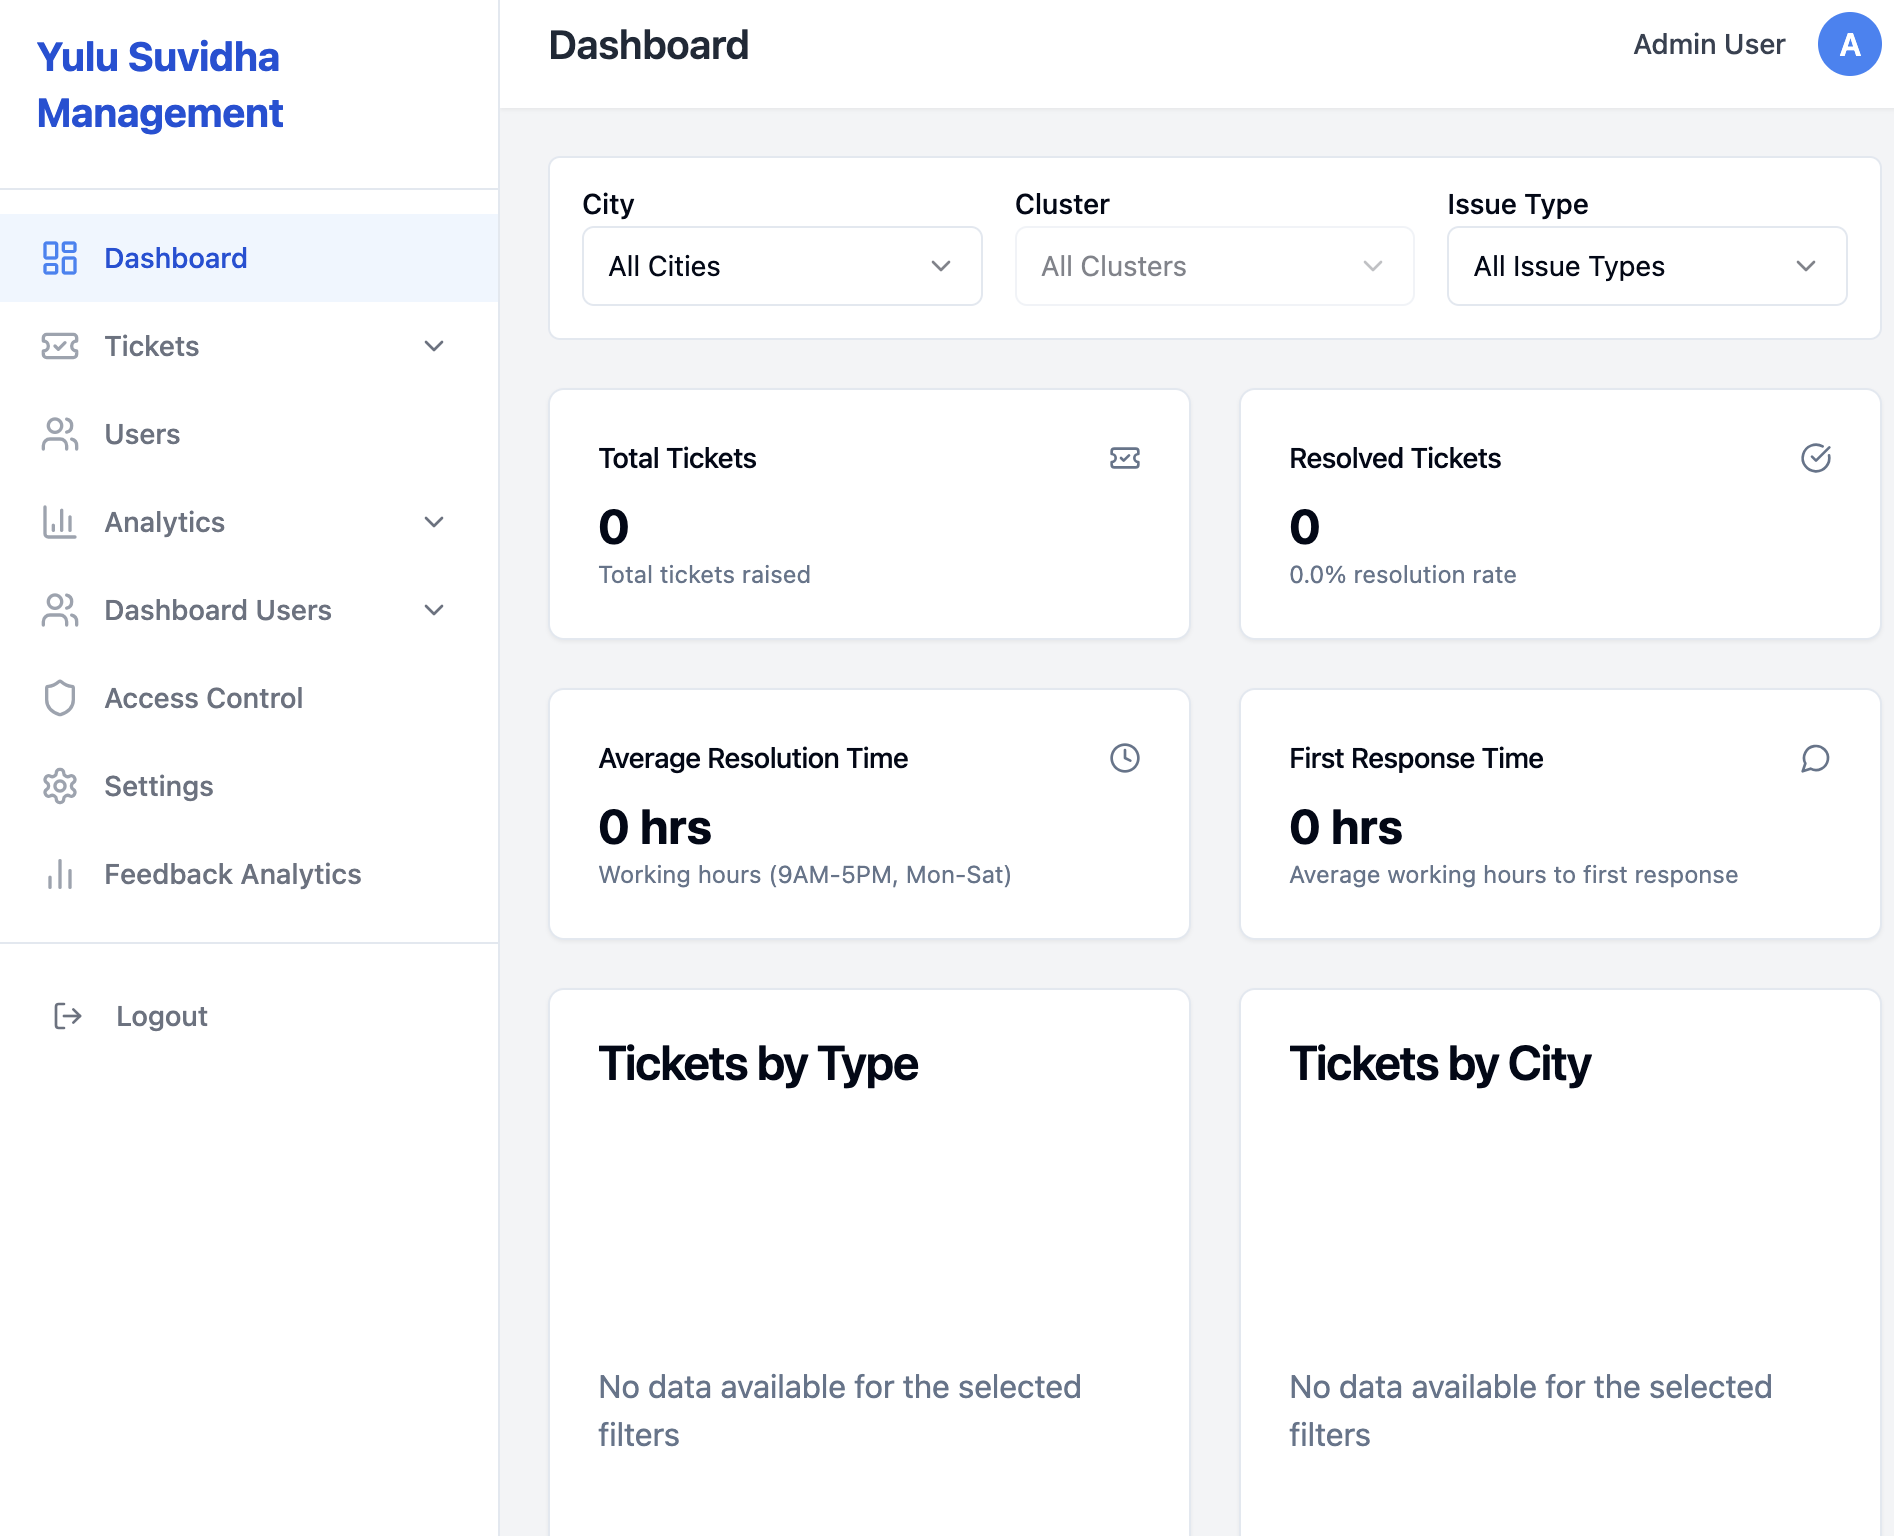 Yulu Suvidha
Management
Dashboard
Tickets
Users
Analytics
Dashboard Users
Access Control
Settings
Feedback Analytics
Logout
Dashboard
Admin User
A
City
Cluster
Issue Type
All Cities
All Clusters
All Issue Types
Total Tickets
0
Total tickets raised
Resolved Tickets
0
0.0% resolution rate
Average Resolution Time
0 hrs
Working hours (9AM-5PM, Mon-Sat)
First Response Time
0 hrs
Average working hours to first response
Tickets by Type
No data available for the selected
filters
Tickets by City
No data available for the selected
filters